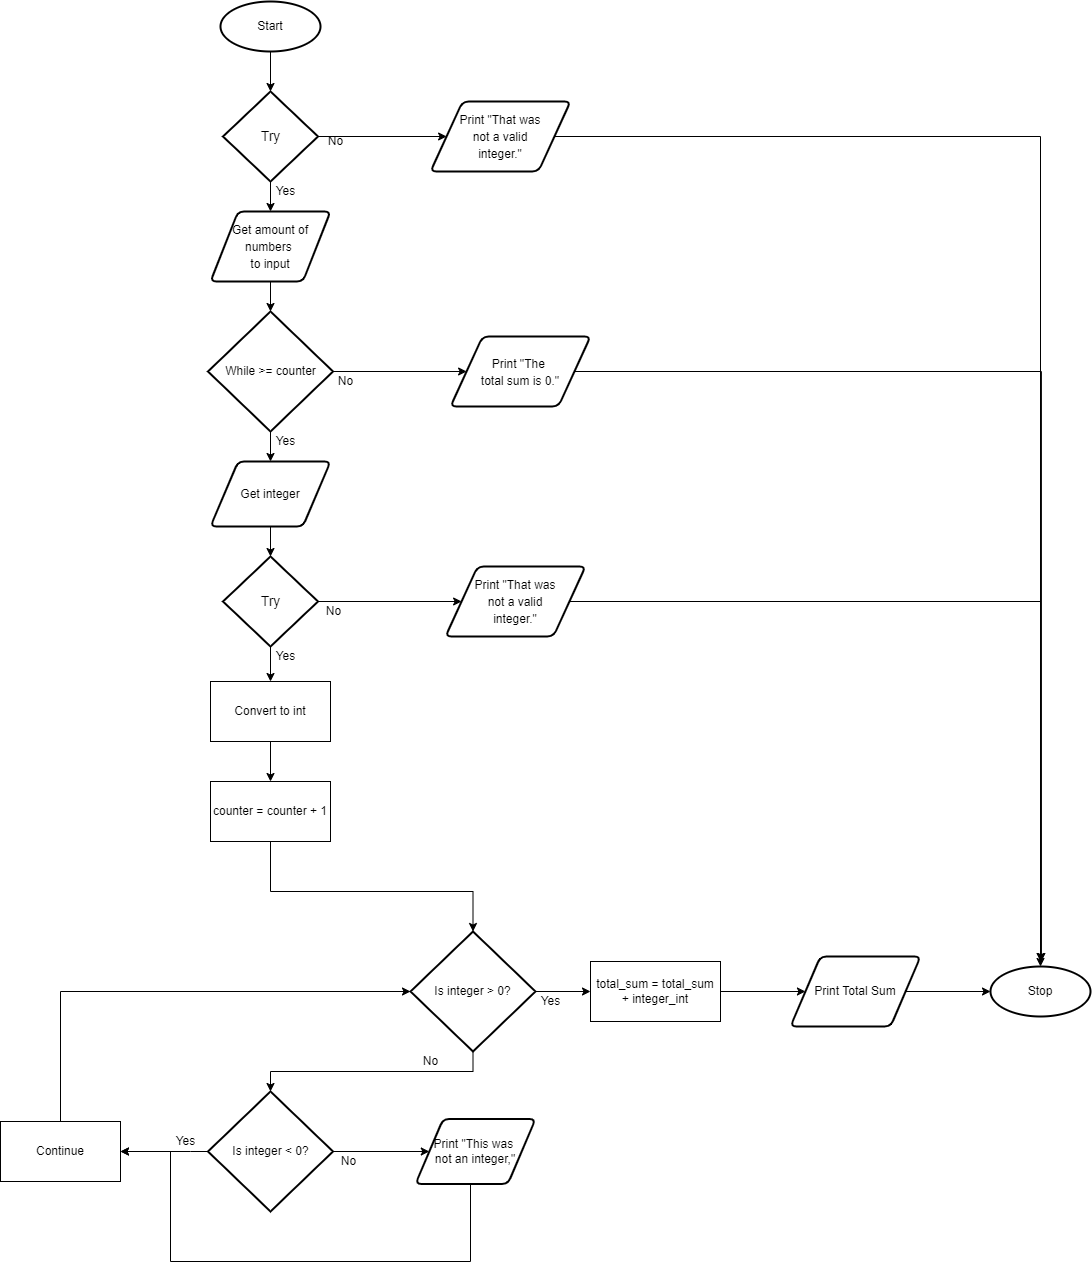 Start
Try
No
Print "That was
not a valid
integer."
Yes
Get amount of
numbers
to input
While >= counter
No
Print "The
total sum is 0."
Yes
Get integer
Try
No
Print "That was
not a valid
integer."
Yes
Convert to int
counter = counter + 1
Is integer > 0?
Yes
total_sum = total_sum
+ integer_int
Print Total Sum
Stop
No
Continue
Yes
Is integer < 0?
No
Print "This was
not an integer,"